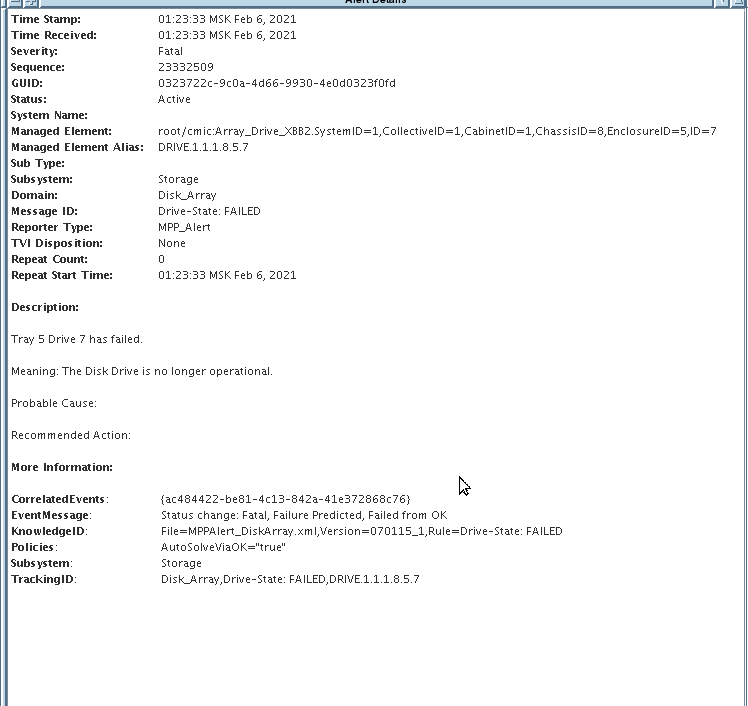 Alert Details
Time Stamp: 01:23:33 MSK Feb 6, 2021
Time Received: 01:23:33 MSK Feb 6, 2021
Severity: Fatal
Sequence: 23332509
GUID: 0323722c-9c0a-4d66-9930-4e0d0323f0fd
Status: Active
System Name:
Managed Element: root/cmic:Array_Drive_XBB2.SystemID=1,CollectiveID=1,CabinetID=1,ChassisID=8,EnclosureID=5,ID=7
Managed Element Alias: DRIVE.1.1.1.8.5.7
Sub Type:
Subsystem: Storage
Domain: Disk_Array
Message ID: Drive-State: FAILED
Reporter Type: MPP_Alert
TVI Disposition: None
Repeat Count: 0
Repeat Start Time: 01:23:33 MSK Feb 6, 2021
Description:
Tray 5 Drive 7 has failed.
Meaning: The Disk Drive is no longer operational.
Probable Cause:
Recommended Action:
More Information:
CorrelatedEvents: {ac484422-be81-4c13-842a-41e372868c76}
EventMessage: Status change: Fatal, Failure Predicted, Failed from OK
KnowledgeID: File=MPPAlert_DiskArray.xml,Version=070115_1,Rule=Drive-State: FAILED
Policies: AutoSolveViaOK="true"
Subsystem: Storage
TrackingID: Disk_Array,Drive-State: FAILED,DRIVE.1.1.1.8.5.7